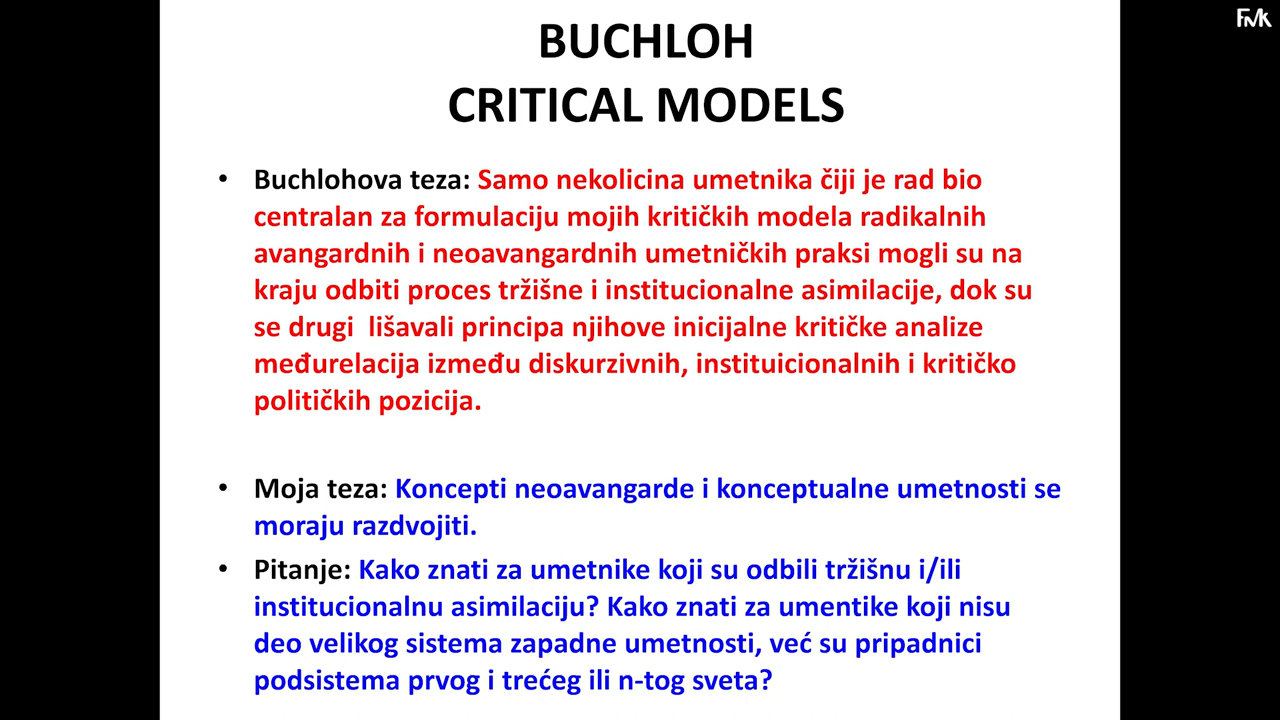 FMk
BUCHLOH
CRITICAL MODELS
• Buchlohova teza: Samo nekolicina umetnika čiji je rad bio
centralan za formulaciju mojih kritičkih modela radikalnih
avangardnih i neoavangardnih umetničkih praksi mogli su na
kraju odbiti proces tržišne i institucionalne asimilacije, dok su
se drugi  lišavali principa njihove inicijalne kritičke analize
međurelacija između diskurzivnih, instituicionalnih i kritičko
političkih pozicija.
• Moja teza: Koncepti neoavangarde i konceptualne umetnosti se
moraju razdvojiti.
• Pitanje: Kako znati za umetnike koji su odbili tržišnu i/ili
institucionalnu asimilaciju? Kako znati za umentike koji nisu
deo velikog sistema zapadne umetnosti, već su pripadnici
podsistema prvog i trećeg ili n-tog sveta?